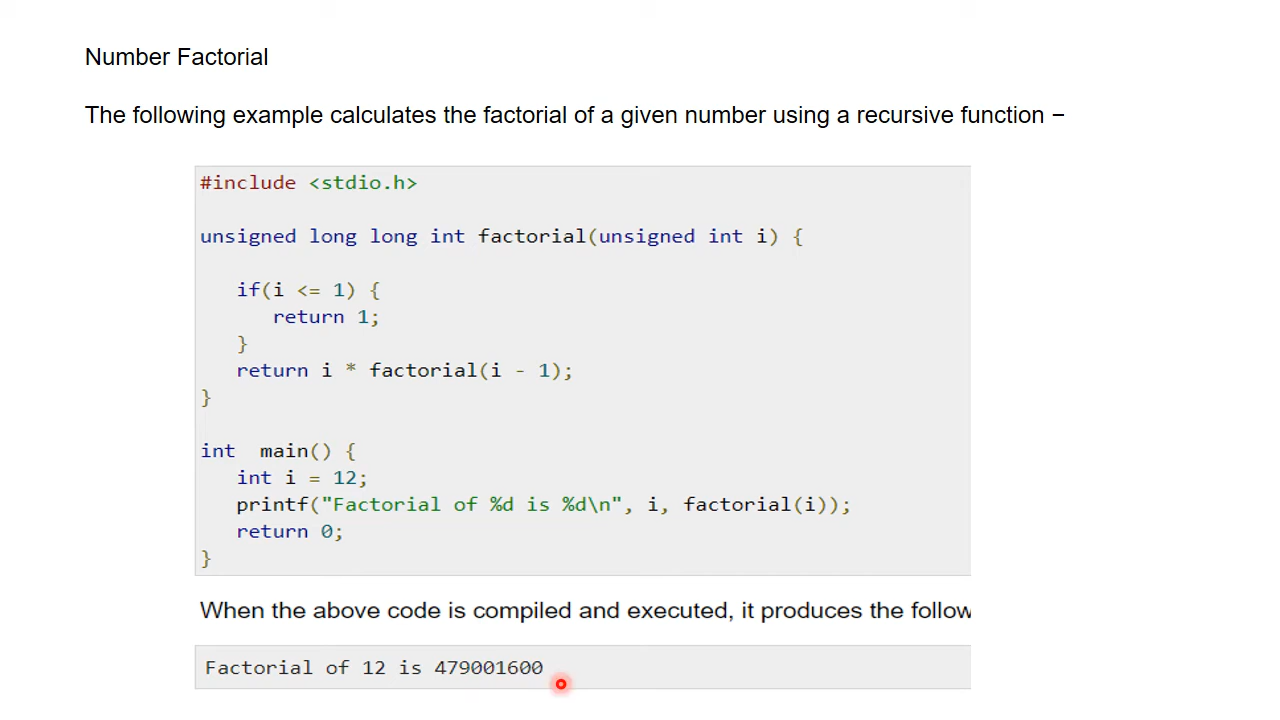 Number Factorial
The following example calculates the factorial of a given number using a recursive function −
#include <stdio.h>
unsigned long long int factorial(unsigned int i) {
   if(i <= 1) {
      return 1;
   }
   return i * factorial(i - 1);
}
int  main() {
   int i = 12;
   printf("Factorial of %d is %d\n", i, factorial(i));
   return 0;
}
When the above code is compiled and executed, it produces the follow
Factorial of 12 is 479001600